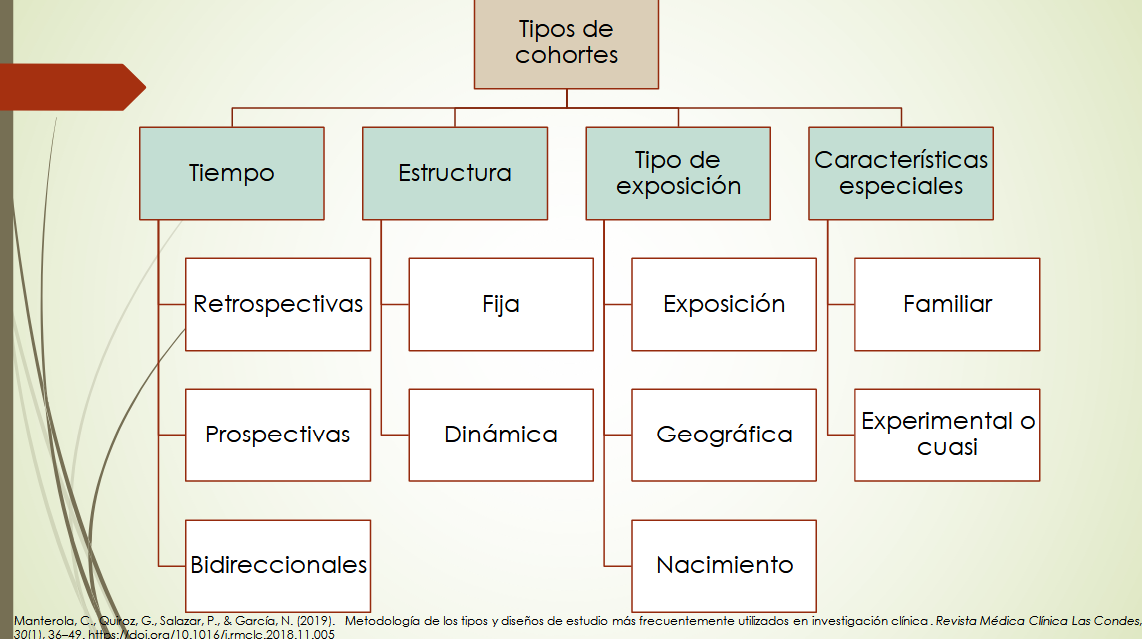 Tipos de
cohortes
Tiempo
Estructura
Tipo de
exposición
Características
especiales
Retrospectivas
Fija
Exposición
Familiar
Prospectivas
Dinámica
Geográfica
Experimental o
cuasi
Bidireccionales
Nacimiento
Manterola, C., Quiroz, G., Salazar, P., & García, N. (2019). Metodología de los tipos y diseños de estudio más frecuentemente utilizados en investigación clínica. Revista Médica Clínica Las Condes,
30(1), 36–49. https://doi.org/10.1016/j.rmclc.2018.11.005